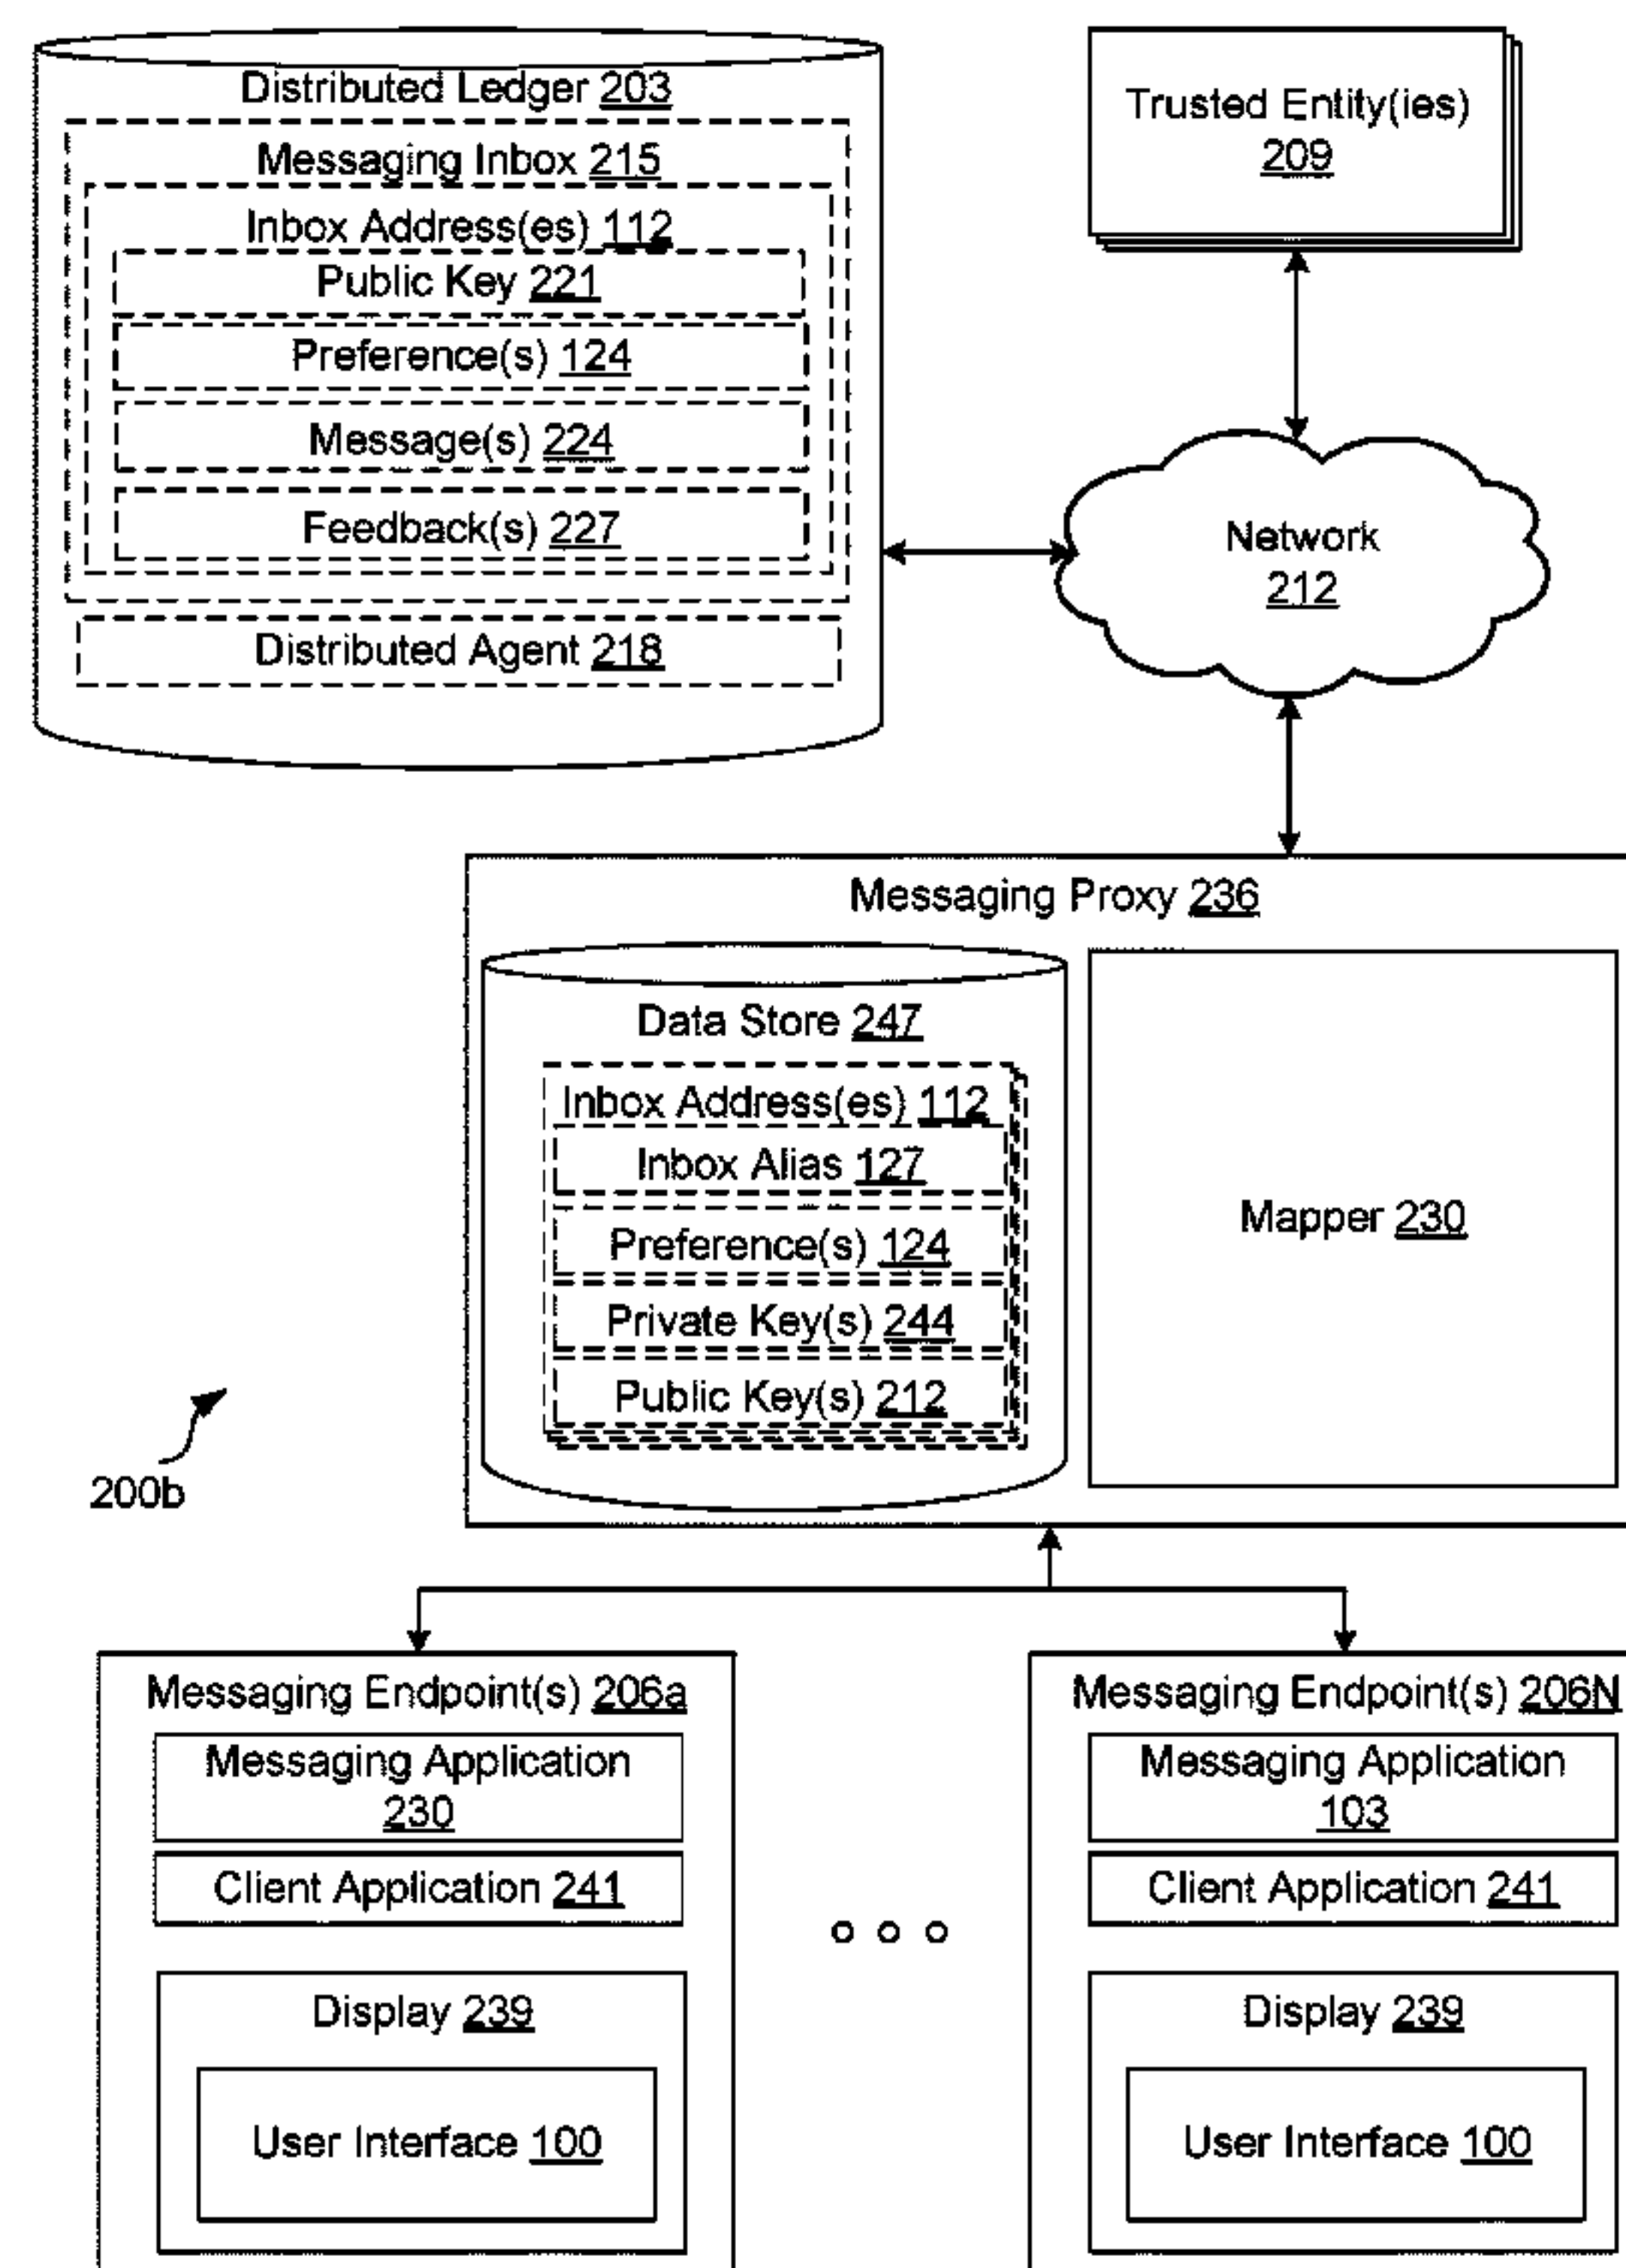 Distributed Ledger 203
Messaging Inbox 215
Inbox Address(es) 112
Public Key 221
Preference(s) 124
Message(s) 224
Feedback(s) 227
Distributed Agent 218
Trusted Entity(ies)
209
Network
212
Messaging Proxy 236
Data Store 247
Inbox Address(es) 112
Inbox Alias 127
Preference(s) 124
Private Key(s) 244
Public Key(s) 212
Mapper 230
200b
Messaging Endpoint(s) 206a
Messaging Application
230
Client Application 241
Display 239
User Interface 100
Messaging Endpoint(s) 206N
Messaging Application
103
Client Application 241
Display 239
User Interface 100